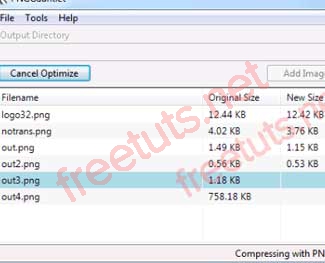 File Tools Help
Output Directory
Cancel Optimize Add Imag
Filename Original Size New Size
logo32.png 12.44 KB 12.42 KB
notrans.png 4.02 KB 3.76 KB
out.png 1.49 KB 1.15 KB
out2.png 0.56 KB 0.53 KB
out3.png 1.18 KB
out4.png 758.18 KB
Compressing with PN
freetuts.net
freetuts.net